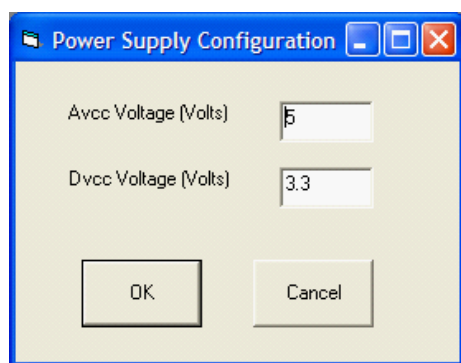 Power Supply Configuration
Avcc Voltage (Volts) 5
Dvcc Voltage (Volts) 3.3
OK Cancel